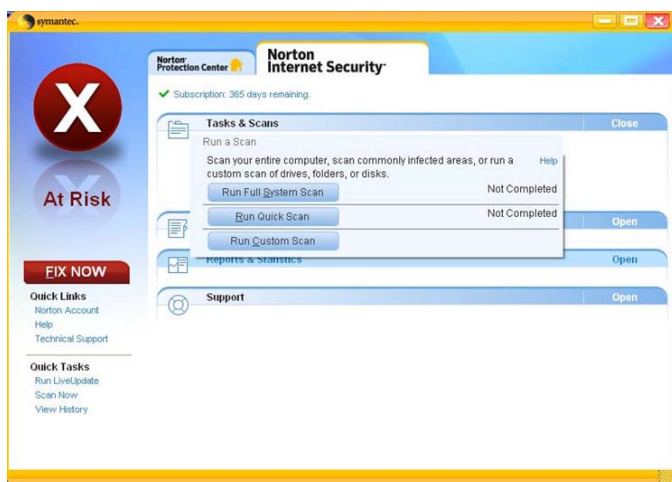 symantec.
Norton
Protection Center
Norton
Internet Security
Subscription: 365 days remaining.
X
At Risk
FIX NOW
Quick Links
Norton Account
Help
Technical Support
Quick Tasks
Run LiveUpdate
Scan Now
View History
Tasks & Scans Close
Run a Scan
Scan your entire computer, scan commonly infected areas, or run a Help
custom scan of drives, folders, or disks.
Run Full System Scan Not Completed
Run Quick Scan Not Completed
Run Custom Scan
Open
Reports & Statistics Open
Support Open